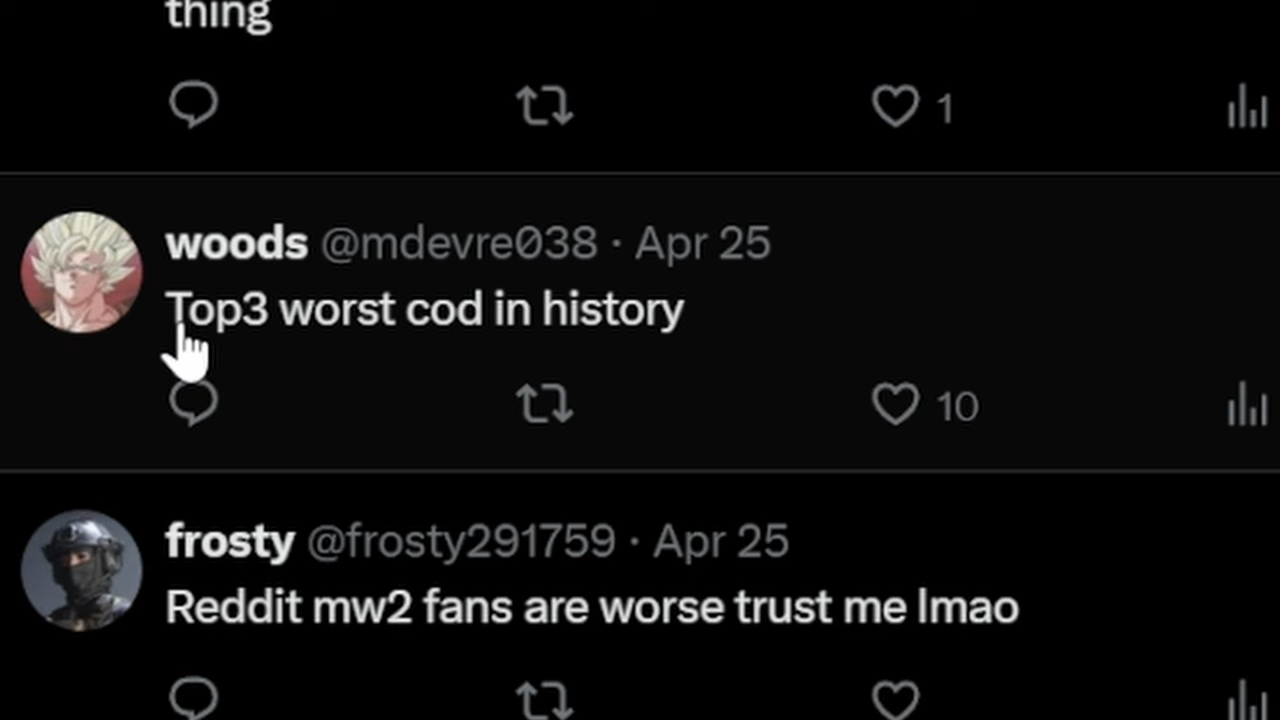 thing
1
woods @mdevre038 · Apr 25
Top3 worst cod in history
10
frosty @frosty291759 · Apr 25
Reddit mw2 fans are worse trust me lmao